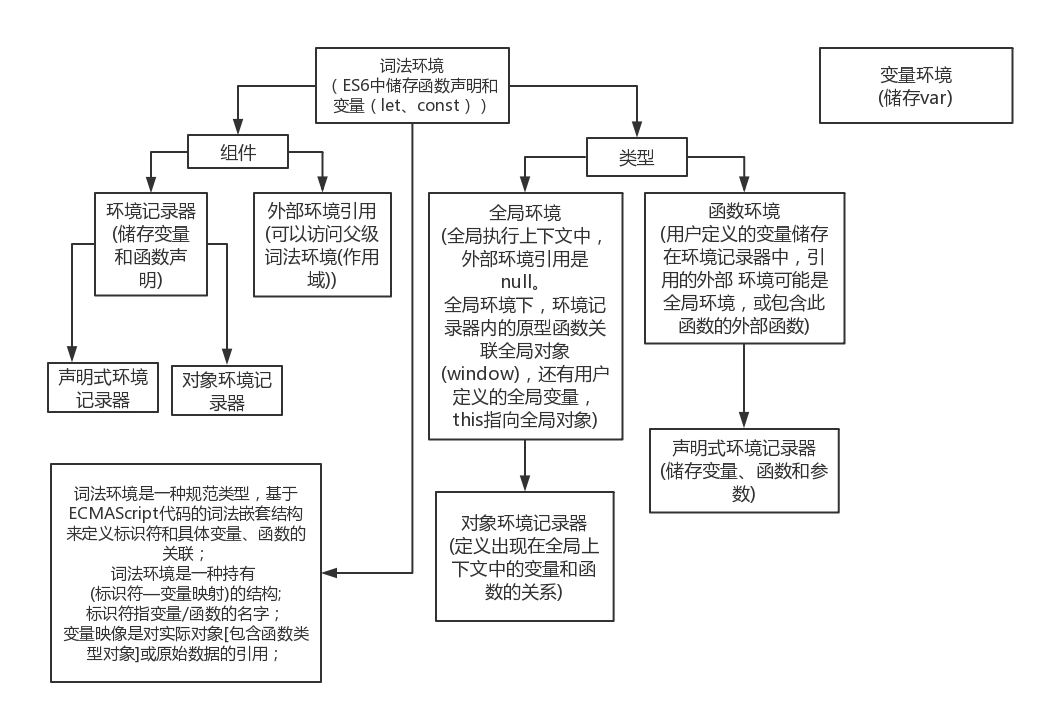 词法环境
（ES6中储存函数声明和
变量（let、const））
变量环境
(储存var)
组件
类型
环境记录器
(储存变量
和函数声
明)
外部环境引用
(可以访问父级
词法环境(作用
域))
全局环境
(全局执行上下文中，
外部环境引用是
null。
全局环境下，环境记
录器内的原型函数关
联全局对象
(window)，还有用户
定义的全局变量，
this指向全局对象)
函数环境
(用户定义的变量储存
在环境记录器中，引
用的外部 环境可能是
全局环境，或包含此
函数的外部函数)
声明式环境
记录器
对象环境记
录器
声明式环境记录器
(储存变量、函数和参
数)
词法环境是一种规范类型，基于
ECMAScript代码的词法嵌套结构
来定义标识符和具体变量、函数的
关联；
词法环境是一种持有
(标识符—变量映射)的结构;
标识符指变量/函数的名字；
变量映像是对实际对象[包含函数类
型对象]或原始数据的引用；
对象环境记录器
(定义出现在全局上
下文中的变量和函
数的关系)